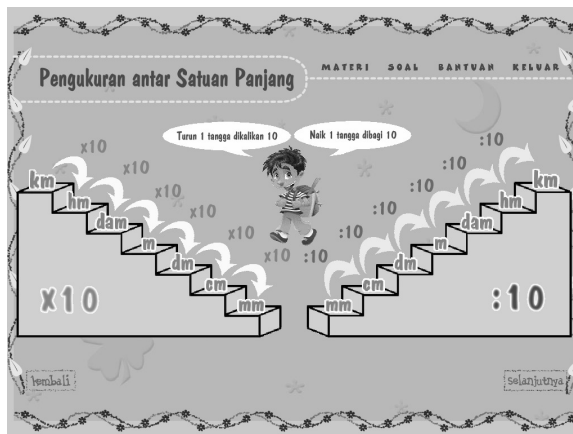 MATERI SOAL BANTUAN KELUAR
Pengukuran antar Satuan Panjang
Turun 1 tangga dikalikan 10
Naik 1 tangga dibagi 10
x10
x10
x10
x10
x10
x10
:10
:10
:10
:10
:10
:10
km
hm
dam
m
dm
cm
mm
km
hm
dam
m
dm
cm
mm
x10
:10
kembali
selanjutnya